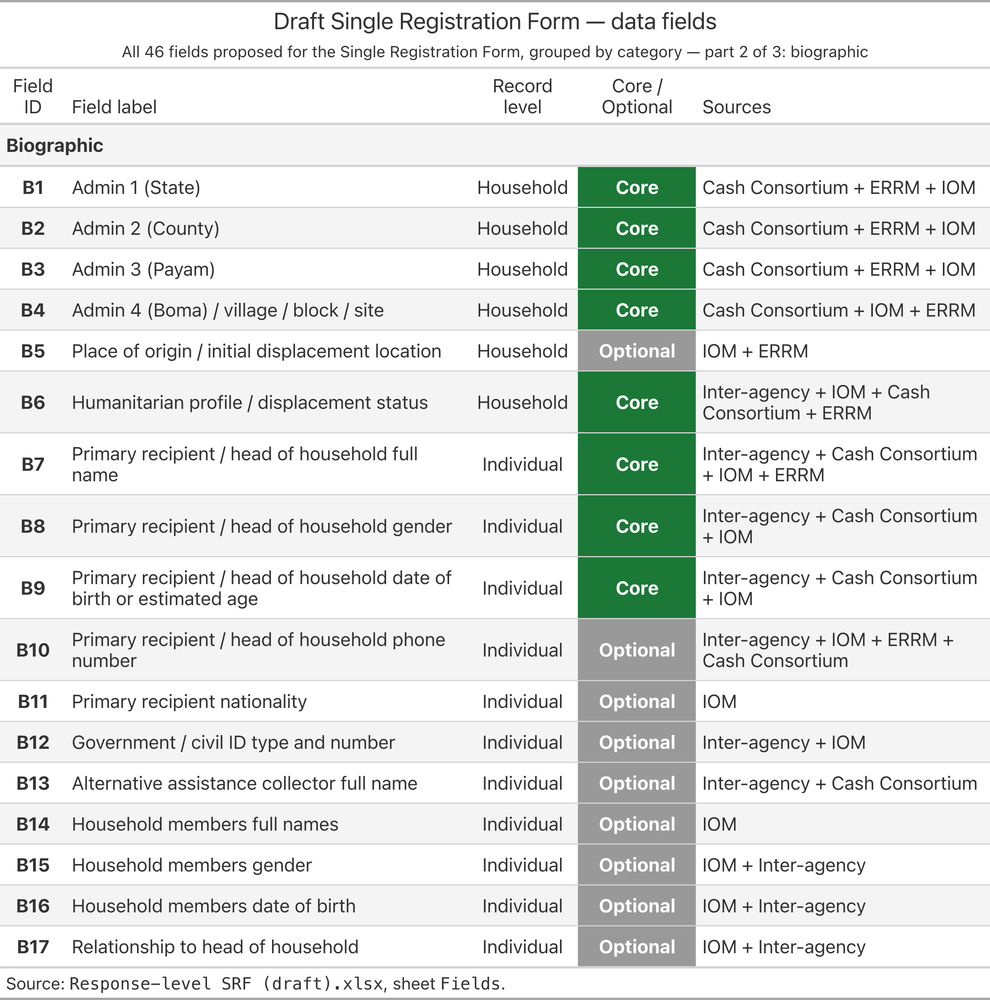 Draft Single Registration Form — data fields
All 46 fields proposed for the Single Registration Form, grouped by category — part 2 of 3: biographic
Field ID Field label Record level Core / Optional Sources
Biographic
B1 Admin 1 (State) Household Core Cash Consortium + ERRM + IOM
B2 Admin 2 (County) Household Core Cash Consortium + ERRM + IOM
B3 Admin 3 (Payam) Household Core Cash Consortium + ERRM + IOM
B4 Admin 4 (Boma) / village / block / site Household Core Cash Consortium + IOM + ERRM
B5 Place of origin / initial displacement location Household Optional IOM + ERRM
B6 Humanitarian profile / displacement status Household Core Inter-agency + IOM + Cash Consortium + ERRM
B7 Primary recipient / head of household full name Individual Core Inter-agency + Cash Consortium + IOM + ERRM
B8 Primary recipient / head of household gender Individual Core Inter-agency + Cash Consortium + IOM
B9 Primary recipient / head of household date of birth or estimated age Individual Core Inter-agency + Cash Consortium + IOM
B10 Primary recipient / head of household phone number Individual Optional Inter-agency + IOM + ERRM + Cash Consortium
B11 Primary recipient nationality Individual Optional IOM
B12 Government / civil ID type and number Individual Optional Inter-agency + IOM
B13 Alternative assistance collector full name Individual Optional Inter-agency + Cash Consortium
B14 Household members full names Individual Optional IOM
B15 Household members gender Individual Optional IOM + Inter-agency
B16 Household members date of birth Individual Optional IOM + Inter-agency
B17 Relationship to head of household Individual Optional IOM + Inter-agency
Source: Response-level SRF (draft).xlsx, sheet Fields.